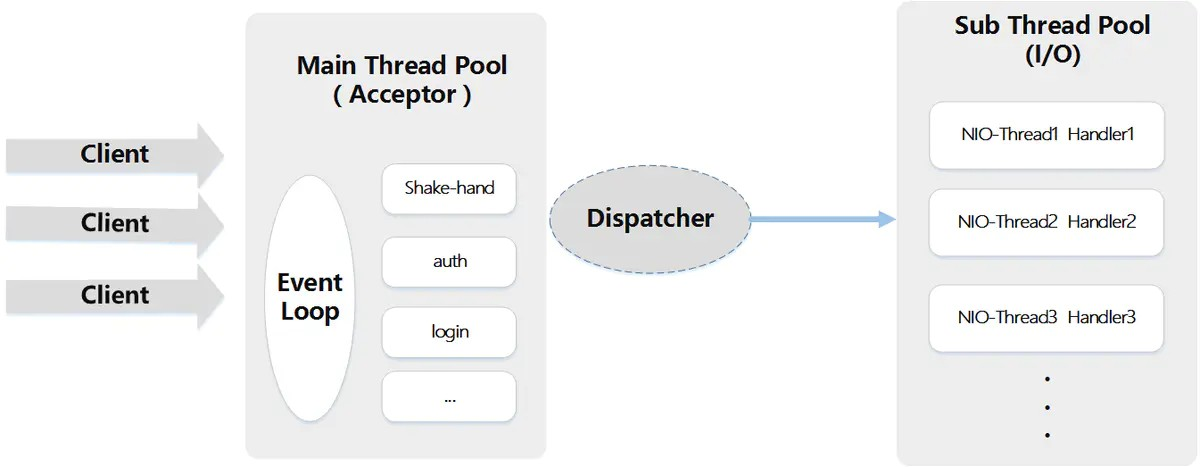 Client
Client
Client
Main Thread Pool
( Acceptor )
Event
Loop
Shake-hand
auth
login
...
Dispatcher
Sub Thread Pool
(I/O)
NIO-Thread1 Handler1
NIO-Thread2 Handler2
NIO-Thread3 Handler3